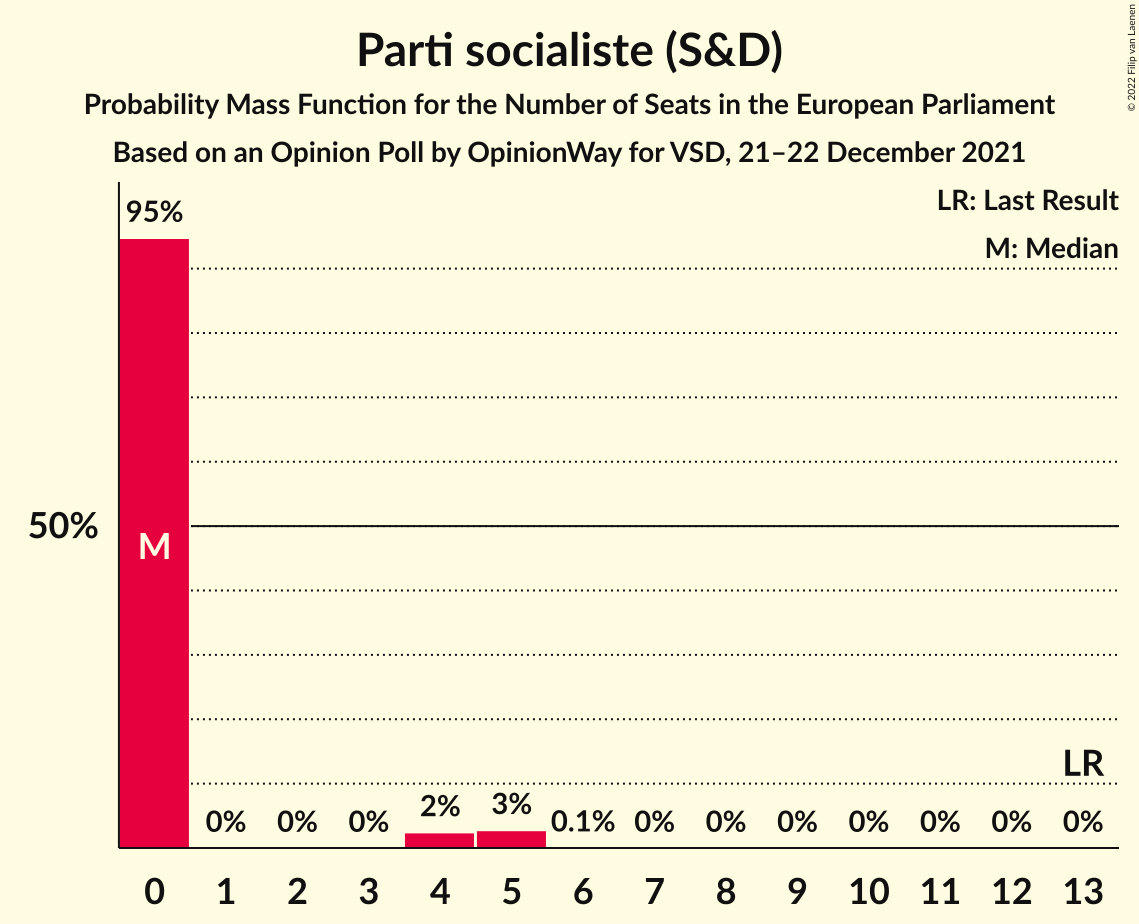 Parti socialiste (S&D)
Probability Mass Function for the Number of Seats in the European Parliament
Based on an Opinion Poll by OpinionWay for VSD, 21–22 December 2021
© 2022 Filip van Laenen
LR: Last Result
M: Median
95%
50%
M
LR
0% 0% 0% 2% 3% 0.1% 0% 0% 0% 0% 0% 0% 0%
0 1 2 3 4 5 6 7 8 9 10 11 12 13